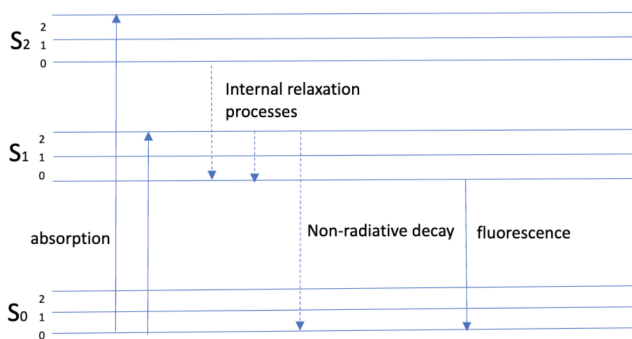 2
S2 1
0
Internal relaxation
processes
2
S1 1
0
absorption
Non-radiative decay
fluorescence
2
S0 1
0